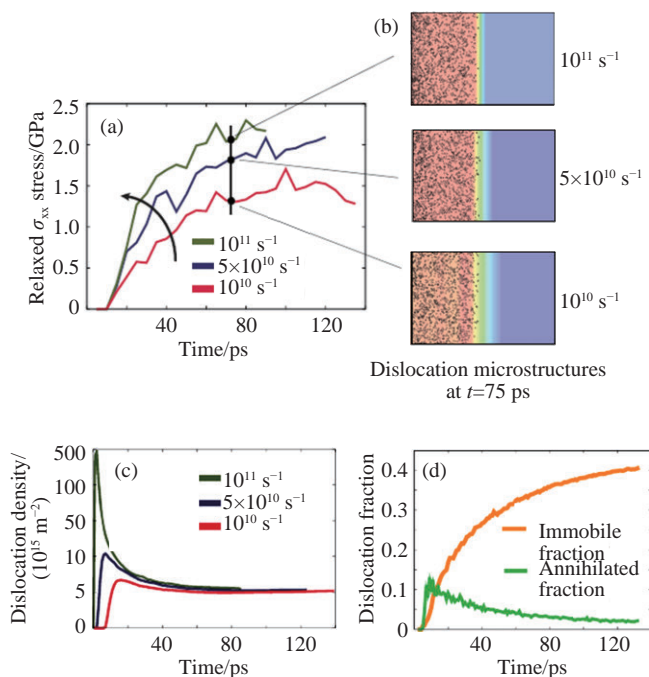 (b)
10¹¹ s⁻¹
2.5
(a)
2.0
1.5
1.0
0.5
0
Relaxed σₓₓ stress/GPa
10¹¹ s⁻¹
5×10¹⁰ s⁻¹
10¹⁰ s⁻¹
40
80
120
Time/ps
5×10¹⁰ s⁻¹
10¹⁰ s⁻¹
Dislocation microstructures
at t=75 ps
500
100
50
10
5
0
Dislocation density/
(10¹⁵ m⁻²)
(c)
10¹¹ s⁻¹
5×10¹⁰ s⁻¹
10¹⁰ s⁻¹
40
80
120
Time/ps
0.4
0.3
0.2
0.1
0
Dislocation fraction
(d)
Immobile
fraction
Annihilated
fraction
40
80
120
Time/ps